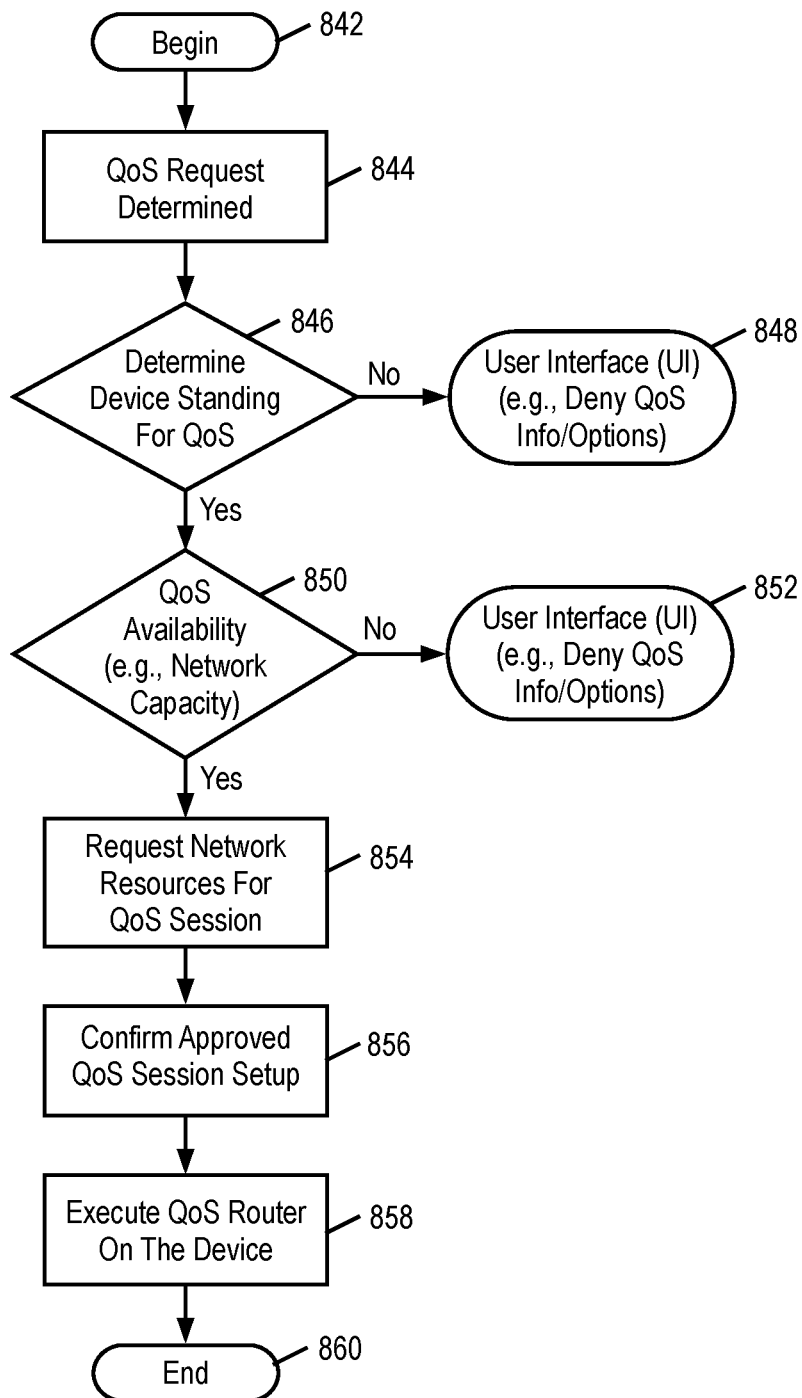 Begin
842
QoS Request
Determined
844
846
Determine
Device Standing
For QoS
No
User Interface (UI)
(e.g., Deny QoS
Info/Options)
848
Yes
850
QoS
Availability
(e.g., Network
Capacity)
No
User Interface (UI)
(e.g., Deny QoS
Info/Options)
852
Yes
Request Network
Resources For
QoS Session
854
Confirm Approved
QoS Session Setup
856
Execute QoS Router
On The Device
858
End
860